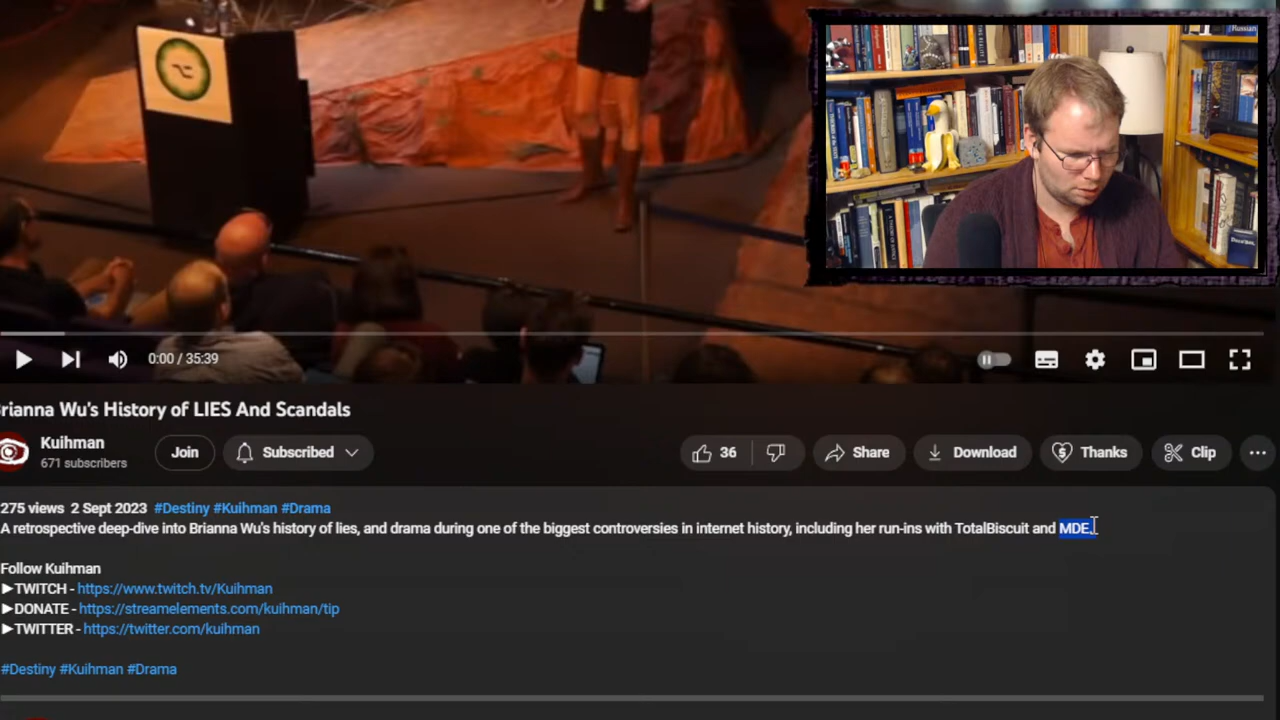 Russian
0:00 / 35:39
rianna Wu's History of LIES And Scandals
Kuihman
671 subscribers
Join
Subscribed
36
Share
Download
Thanks
Clip
275 views 2 Sept 2023 #Destiny #Kuihman #Drama
A retrospective deep-dive into Brianna Wu's history of lies, and drama during one of the biggest controversies in internet history, including her run-ins with TotalBiscuit and MDE.
Follow Kuihman
►TWITCH - https://www.twitch.tv/Kuihman
►DONATE - https://streamelements.com/kuihman/tip
►TWITTER - https://twitter.com/kuihman
#Destiny #Kuihman #Drama